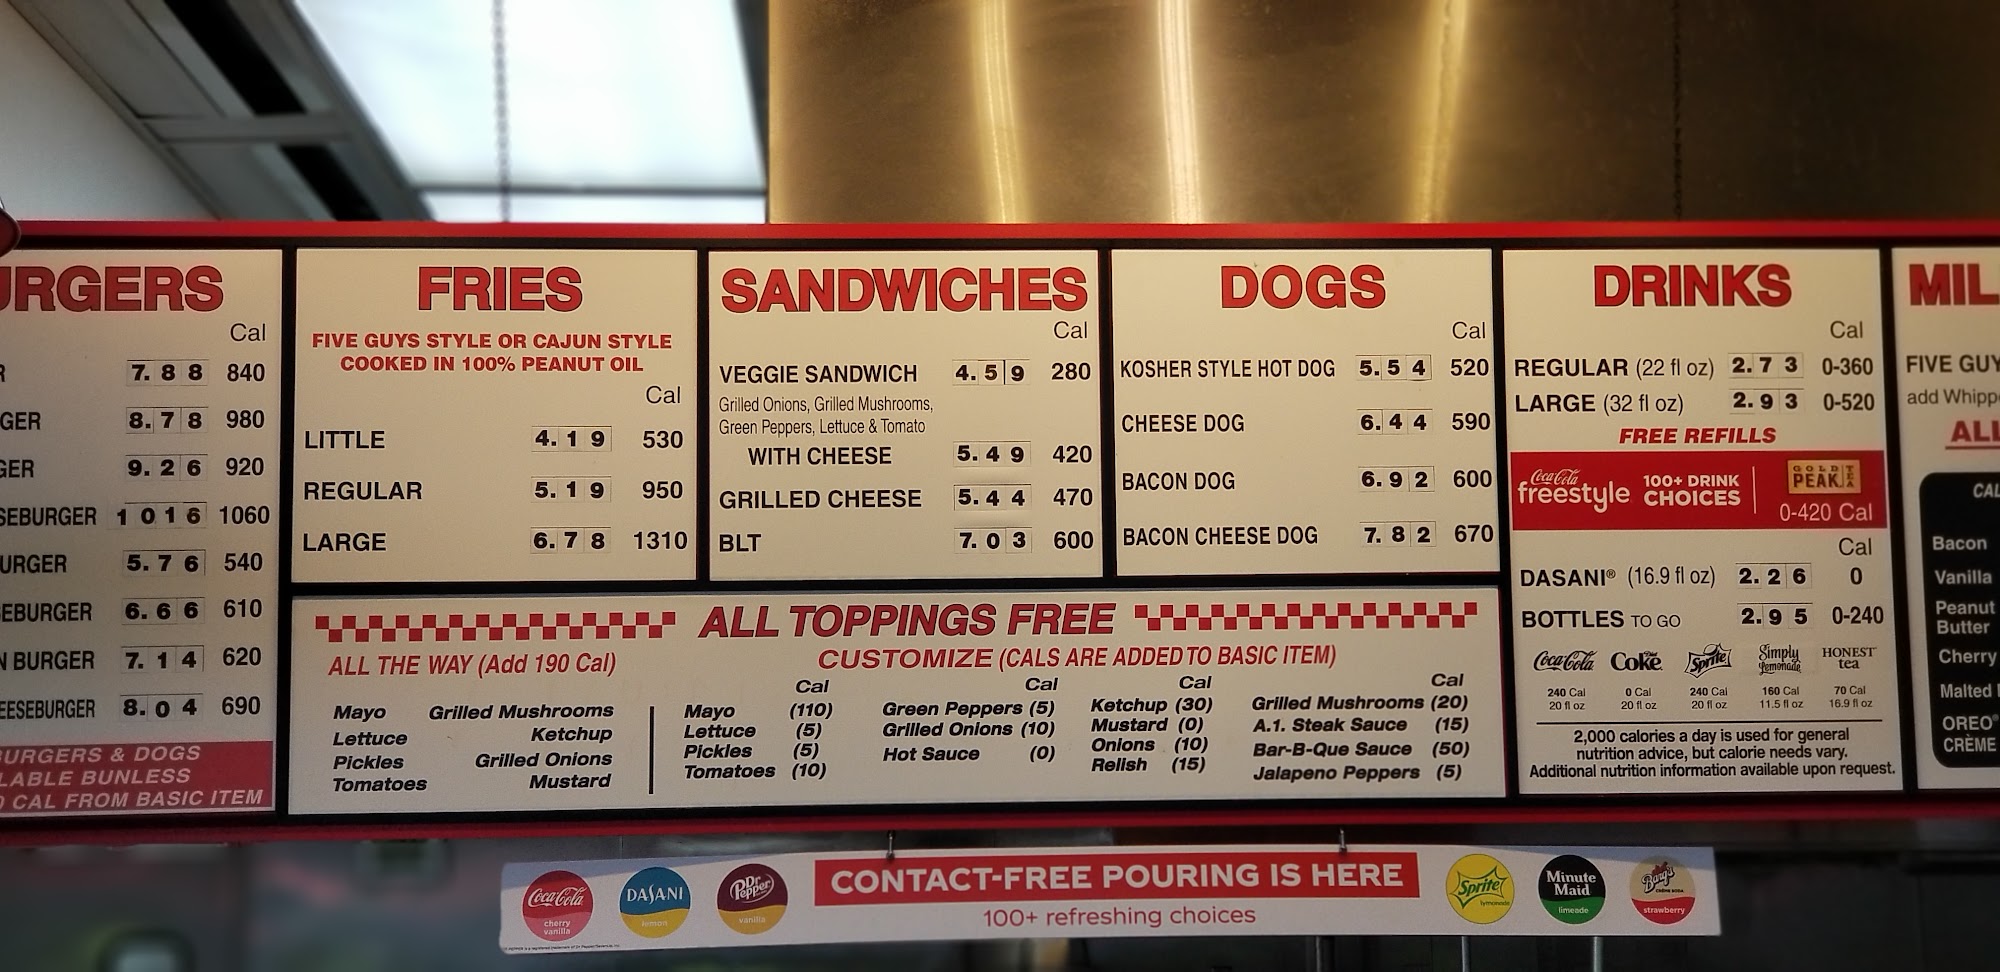 URGERS
Cal
R 7.88 840
GER 8.78 980
GER 9.26 920
SEBURGER 1016 1060
URGER 5.76 540
EBURGER 6.66 610
N BURGER 7.14 620
EESEBURGER 8.04 690
BURGERS & DOGS
LABLE BUNLESS
0 CAL FROM BASIC ITEM
FRIES
FIVE GUYS STYLE OR CAJUN STYLE
COOKED IN 100% PEANUT OIL
Cal
LITTLE 4.19 530
REGULAR 5.19 950
LARGE 6.78 1310
SANDWICHES
Cal
VEGGIE SANDWICH 4.59 280
Grilled Onions, Grilled Mushrooms,
Green Peppers, Lettuce & Tomato
WITH CHEESE 5.49 420
GRILLED CHEESE 5.44 470
BLT 7.03 600
DOGS
Cal
KOSHER STYLE HOT DOG 5.54 520
CHEESE DOG 6.44 590
BACON DOG 6.92 600
BACON CHEESE DOG 7.82 670
ALL TOPPINGS FREE
ALL THE WAY (Add 190 Cal)
Mayo Grilled Mushrooms
Lettuce Ketchup
Pickles Grilled Onions
Tomatoes Mustard
CUSTOMIZE (CALS ARE ADDED TO BASIC ITEM)
Cal
Mayo (110)
Lettuce (5)
Pickles (5)
Tomatoes (10)
Cal
Green Peppers (5)
Grilled Onions (10)
Hot Sauce (0)
Cal
Ketchup (30)
Mustard (0)
Onions (10)
Relish (15)
Cal
Grilled Mushrooms (20)
A.1. Steak Sauce (15)
Bar-B-Que Sauce (50)
Jalapeno Peppers (5)
DRINKS
Cal
REGULAR (22 fl oz) 2.73 0-360
LARGE (32 fl oz) 2.93 0-520
FREE REFILLS
Coca-Cola
freestyle
100+ DRINK
CHOICES
GOLD
PEAK TEA
0-420 Cal
Cal
DASANI® (16.9 fl oz) 2.26 0
BOTTLES TO GO 2.95 0-240
Coca-Cola Diet Coke Sprite Simply Lemonade HONEST tea
240 Cal 0 Cal 240 Cal 160 Cal 70 Cal
20 fl oz 20 fl oz 20 fl oz 11.5 fl oz 16.9 fl oz
2,000 calories a day is used for general
nutrition advice, but calorie needs vary.
Additional nutrition information available upon request.
MIL
FIVE GUY
add Whipp
ALL
CAL
Bacon
Vanilla
Peanut
Butter
Cherry
Malted
OREO®
CRÈME
Coca-Cola
cherry
vanilla
DASANI
lemon
Dr Pepper
vanilla
CONTACT-FREE POURING IS HERE
100+ refreshing choices
Sprite
lymonade
Minute
Maid
limeade
Barq's
CRÈME SODA
strawberry